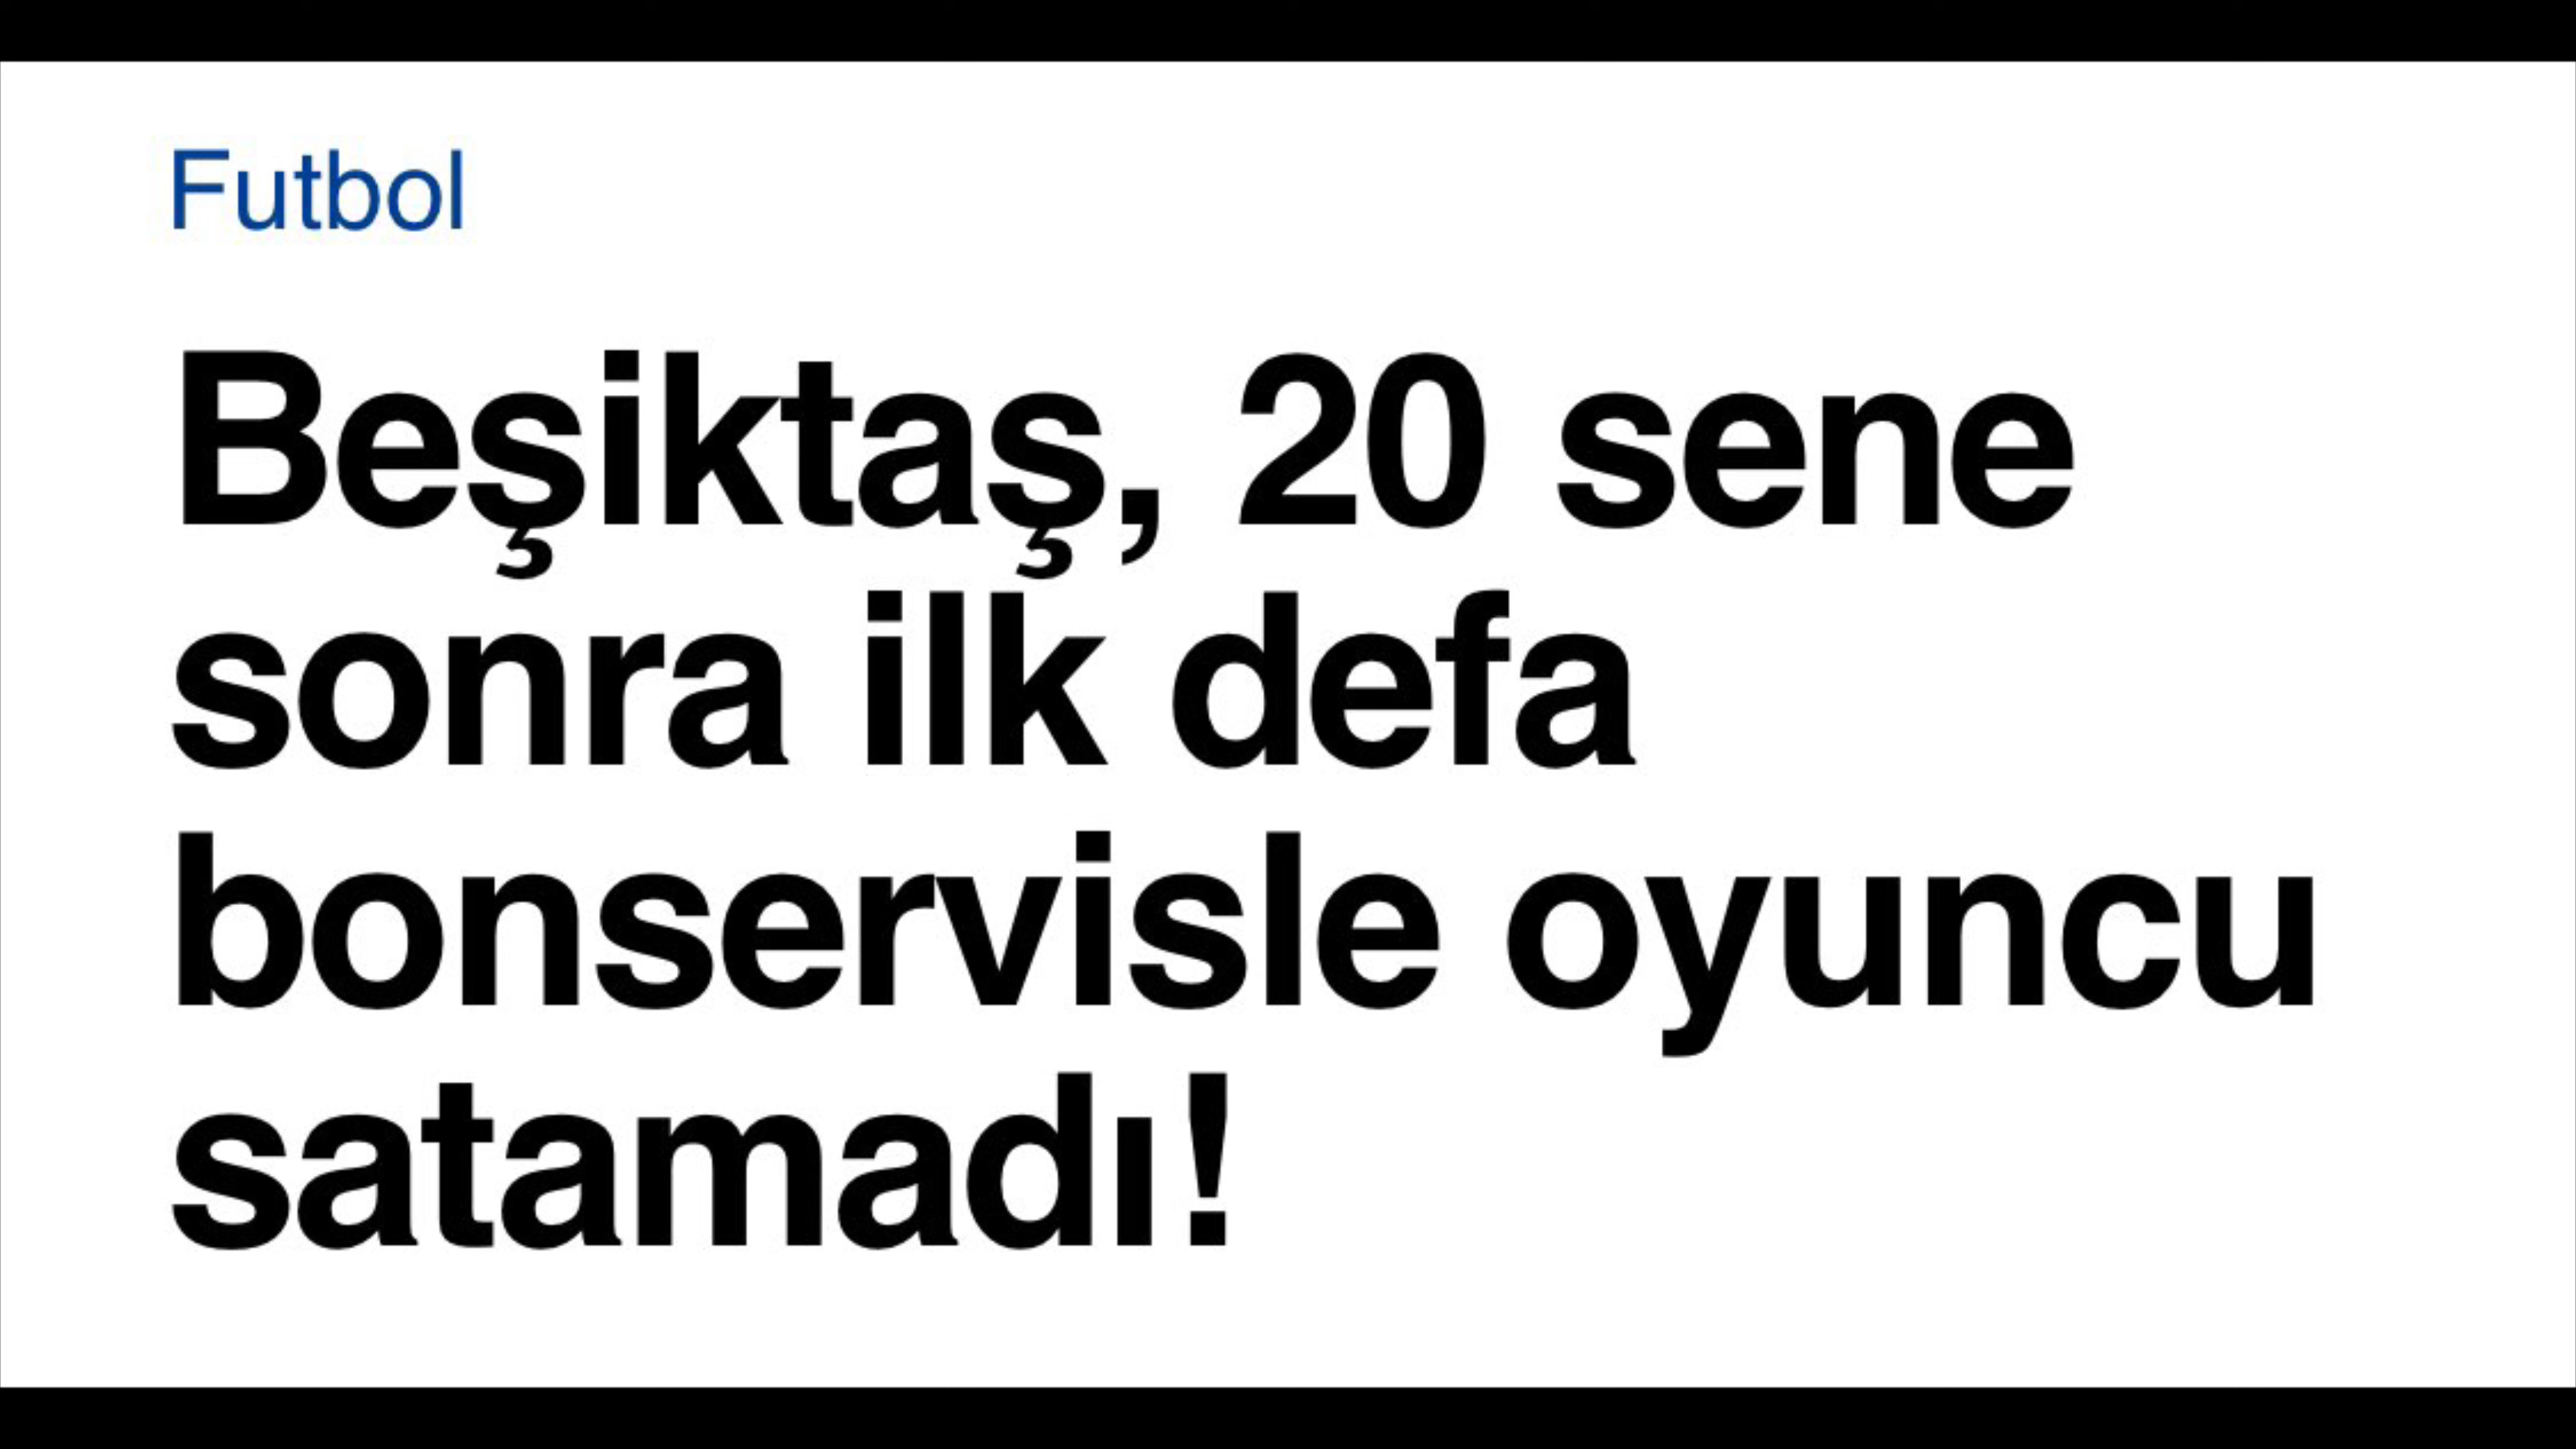 Futbol
Beşiktaş, 20 sene
sonra ilk defa
bonservisle oyuncu
satamadı!